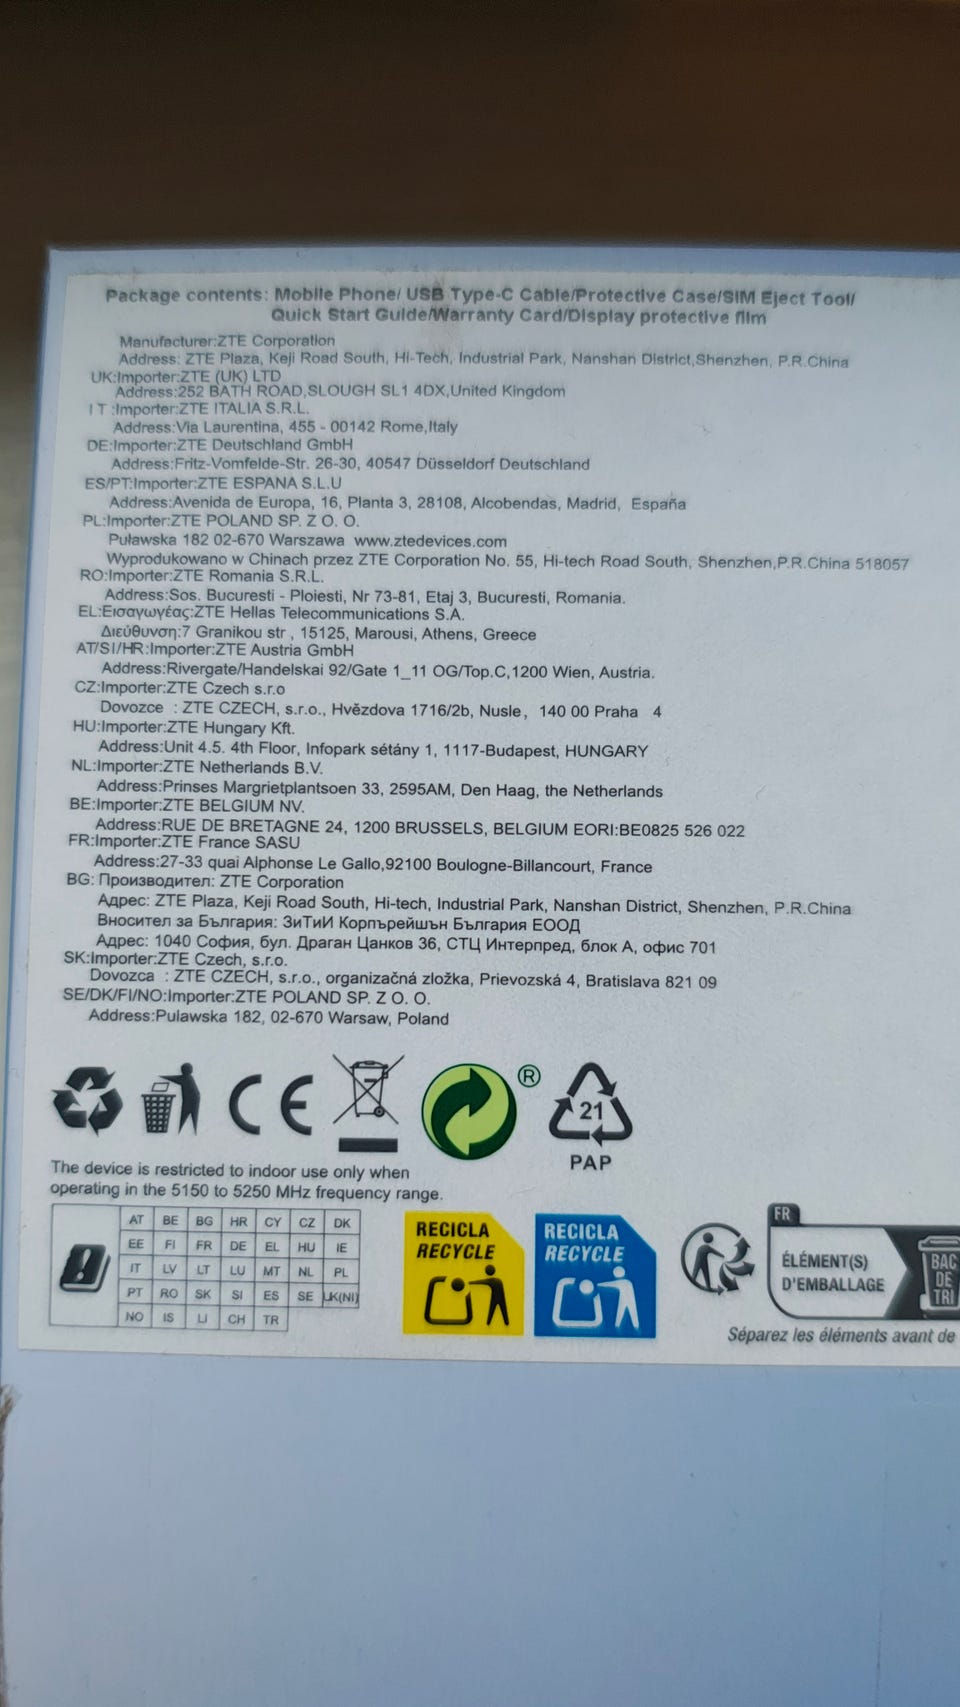 Package contents: Mobile Phone/ USB Type-C Cable/Protective Case/SIM Eject Tool/
Quick Start Guide/Warranty Card/Display protective film
Manufacturer:ZTE Corporation
Address: ZTE Plaza, Keji Road South, Hi-Tech, Industrial Park, Nanshan District,Shenzhen, P.R.China
UK:Importer:ZTE (UK) LTD
Address:252 BATH ROAD,SLOUGH SL1 4DX,United Kingdom
IT :Importer:ZTE ITALIA S.R.L.
Address:Via Laurentina, 455 - 00142 Rome,Italy
DE:Importer:ZTE Deutschland GmbH
Address:Fritz-Vomfelde-Str. 26-30, 40547 Düsseldorf Deutschland
ES/PT:Importer:ZTE ESPANA S.L.U
Address:Avenida de Europa, 16, Planta 3, 28108, Alcobendas, Madrid, España
PL:Importer:ZTE POLAND SP. Z O. O.
Puławska 182 02-670 Warszawa www.ztedevices.com
Wyprodukowano w Chinach przez ZTE Corporation No. 55, Hi-tech Road South, Shenzhen,P.R.China 518057
RO:Importer:ZTE Romania S.R.L.
Address:Sos. Bucuresti - Ploiesti, Nr 73-81, Etaj 3, Bucuresti, Romania.
EL:Εισαγωγέας:ZTE Hellas Telecommunications S.A.
Διεύθυνση:7 Granikou str , 15125, Marousi, Athens, Greece
AT/SI/HR:Importer:ZTE Austria GmbH
Address:Rivergate/Handelskai 92/Gate 1_11 OG/Top.C,1200 Wien, Austria.
CZ:Importer:ZTE Czech s.r.o
Dovozce : ZTE CZECH, s.r.o., Hvězdova 1716/2b, Nusle, 140 00 Praha 4
HU:Importer:ZTE Hungary Kft.
Address:Unit 4.5. 4th Floor, Infopark sétány 1, 1117-Budapest, HUNGARY
NL:Importer:ZTE Netherlands B.V.
Address:Prinses Margrietplantsoen 33, 2595AM, Den Haag, the Netherlands
BE:Importer:ZTE BELGIUM NV.
Address:RUE DE BRETAGNE 24, 1200 BRUSSELS, BELGIUM EORI:BE0825 526 022
FR:Importer:ZTE France SASU
Address:27-33 quai Alphonse Le Gallo,92100 Boulogne-Billancourt, France
BG: Производител: ZTE Corporation
Адрес: ZTE Plaza, Keji Road South, Hi-tech, Industrial Park, Nanshan District, Shenzhen, P.R.China
Вносител за България: ЗиТиИ Корпърейшън България ЕООД
Адрес: 1040 София, бул. Драган Цанков 36, СТЦ Интерпред, блок А, офис 701
SK:Importer:ZTE Czech, s.r.o.
Dovozca : ZTE CZECH, s.r.o., organizačná zložka, Prievozská 4, Bratislava 821 09
SE/DK/FI/NO:Importer:ZTE POLAND SP. Z O. O.
Address:Pulawska 182, 02-670 Warsaw, Poland
CE
®
21
PAP
The device is restricted to indoor use only when
operating in the 5150 to 5250 MHz frequency range.
AT BE BG HR CY CZ DK
EE FI FR DE EL HU IE
IT LV LT LU MT NL PL
PT RO SK SI ES SE UK(NI)
NO IS LI CH TR
RECICLA
RECYCLE
RECICLA
RECYCLE
FR
ÉLÉMENT(S)
D'EMBALLAGE
BAC
DE
TRI
Séparez les éléments avant de